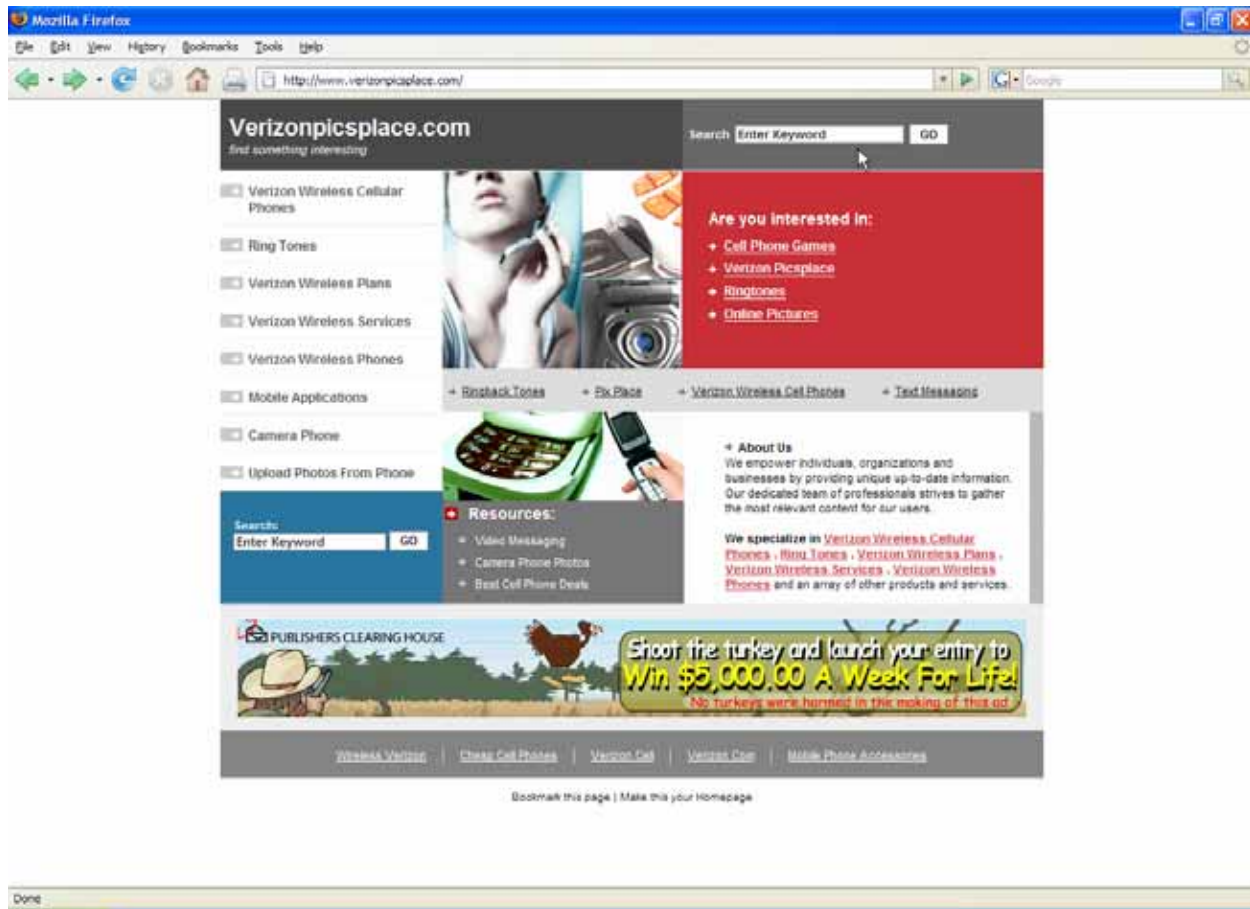 Mozilla Firefox
File Edit View History Bookmarks Tools Help
http://www.verizonpicsplace.com/
Google
Verizonpicsplace.com
find something interesting
Search Enter Keyword GO
Verizon Wireless Cellular
Phones
Ring Tones
Verizon Wireless Plans
Verizon Wireless Services
Verizon Wireless Phones
Mobile Applications
Camera Phone
Upload Photos From Phone
Search:
Enter Keyword GO
Are you interested in:
Cell Phone Games
Verizon Picsplace
Ringtones
Online Pictures
Ringback Tones
Pix Place
Verizon Wireless Cell Phones
Text Messaging
Resources:
Video Messaging
Camera Phone Photos
Best Cell Phone Deals
About Us
We empower individuals, organizations and
businesses by providing unique up-to-date information.
Our dedicated team of professionals strives to gather
the most relevant content for our users.
We specialize in Verizon Wireless Cellular
Phones , Ring Tones , Verizon Wireless Plans ,
Verizon Wireless Services , Verizon Wireless
Phones and an array of other products and services.
PUBLISHERS CLEARING HOUSE
Shoot the turkey and launch your entry to
Win $5,000.00 A Week For Life!
No turkeys were harmed in the making of this ad
Wireless Verizon | Cheap Cell Phones | Verizon Cell | Verizon Com | Mobile Phone Accessories
Bookmark this page | Make this your Homepage
Done